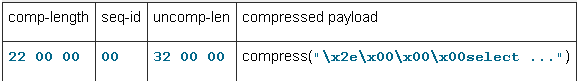 comp-length seq-id uncomp-len compressed payload
22 00 00 00 32 00 00 compress("\x2e\x00\x00\x00select ...")